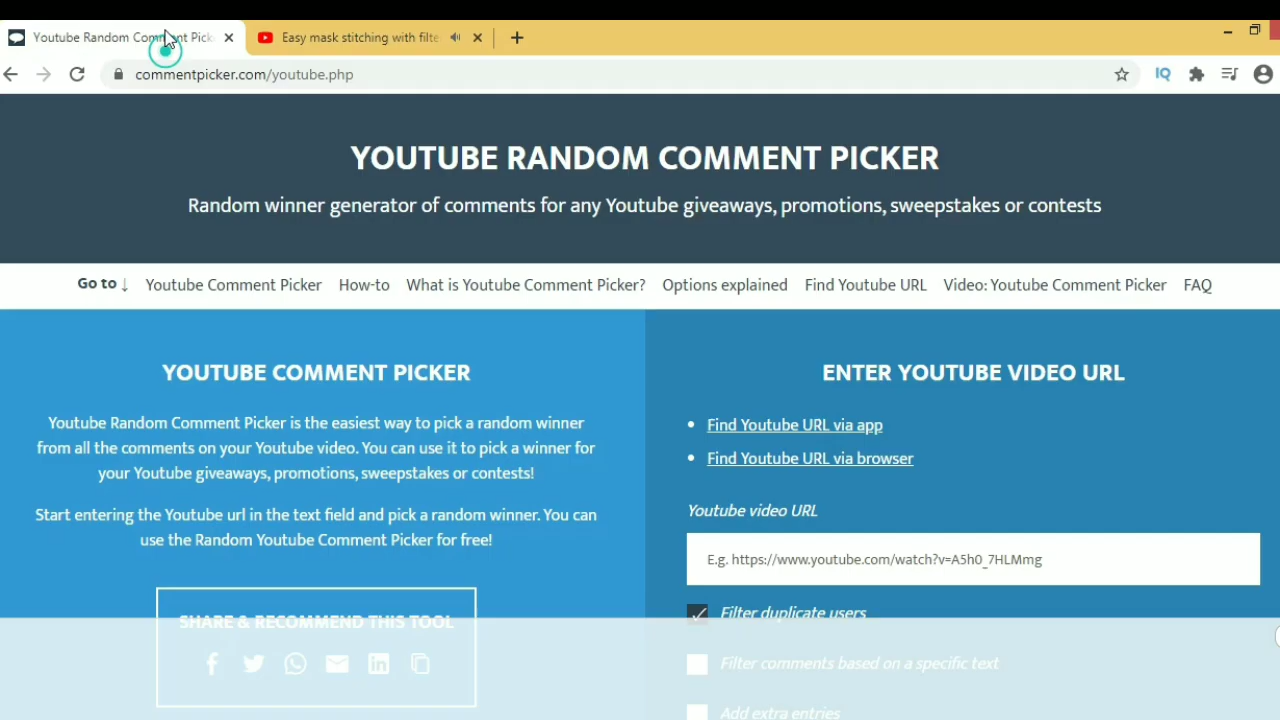 Youtube Random Comment Pick
Easy mask stitching with filte
commentpicker.com/youtube.php
IQ
YOUTUBE RANDOM COMMENT PICKER
Random winner generator of comments for any Youtube giveaways, promotions, sweepstakes or contests
Go to ↓ Youtube Comment Picker How-to What is Youtube Comment Picker? Options explained Find Youtube URL Video: Youtube Comment Picker FAQ
YOUTUBE COMMENT PICKER
Youtube Random Comment Picker is the easiest way to pick a random winner
from all the comments on your Youtube video. You can use it to pick a winner for
your Youtube giveaways, promotions, sweepstakes or contests!
Start entering the Youtube url in the text field and pick a random winner. You can
use the Random Youtube Comment Picker for free!
SHARE & RECOMMEND THIS TOOL
ENTER YOUTUBE VIDEO URL
• Find Youtube URL via app
• Find Youtube URL via browser
Youtube video URL
E.g. https://www.youtube.com/watch?v=A5h0_7HLMmg
Filter duplicate users
Filter comments based on a specific text
Add extra entries